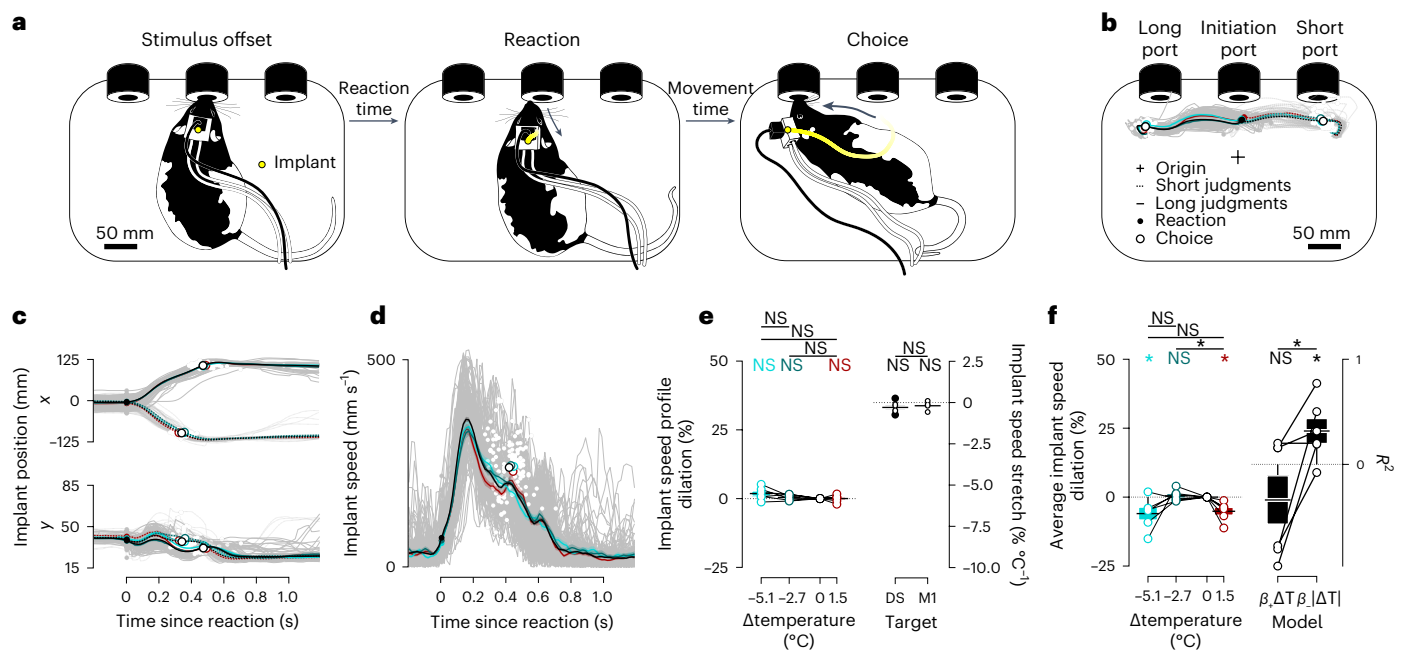 a
Stimulus offset
Reaction
Choice
Reaction
time
Movement
time
Implant
50 mm
b
Long
port
Initiation
port
Short
port
+ Origin
Short judgments
Long judgments
Reaction
Choice
50 mm
c
Implant position (mm)
x
125
0
−125
y
85
50
15
0 0.2 0.4 0.6 0.8 1.0
Time since reaction (s)
d
Implant speed (mm s⁻¹)
500
0
0 0.2 0.4 0.6 0.8 1.0
Time since reaction (s)
e
NS
NS
NS
NS NS NS
Implant speed profile
dilation (%)
50
25
0
−25
−5.1 −2.7 0 1.5
Δtemperature
(°C)
NS
NS NS
2.5
0
−2.5
−5.0
−7.5
−10.0
Implant speed stretch (% °C⁻¹)
DS M1
Target
f
NS
NS
*
* NS *
Average implant speed
dilation (%)
50
25
0
−25
−5.1 −2.7 0 1.5
Δtemperature
(°C)
*
NS *
1
0
R²
β₊ΔT β₋|ΔT|
Model